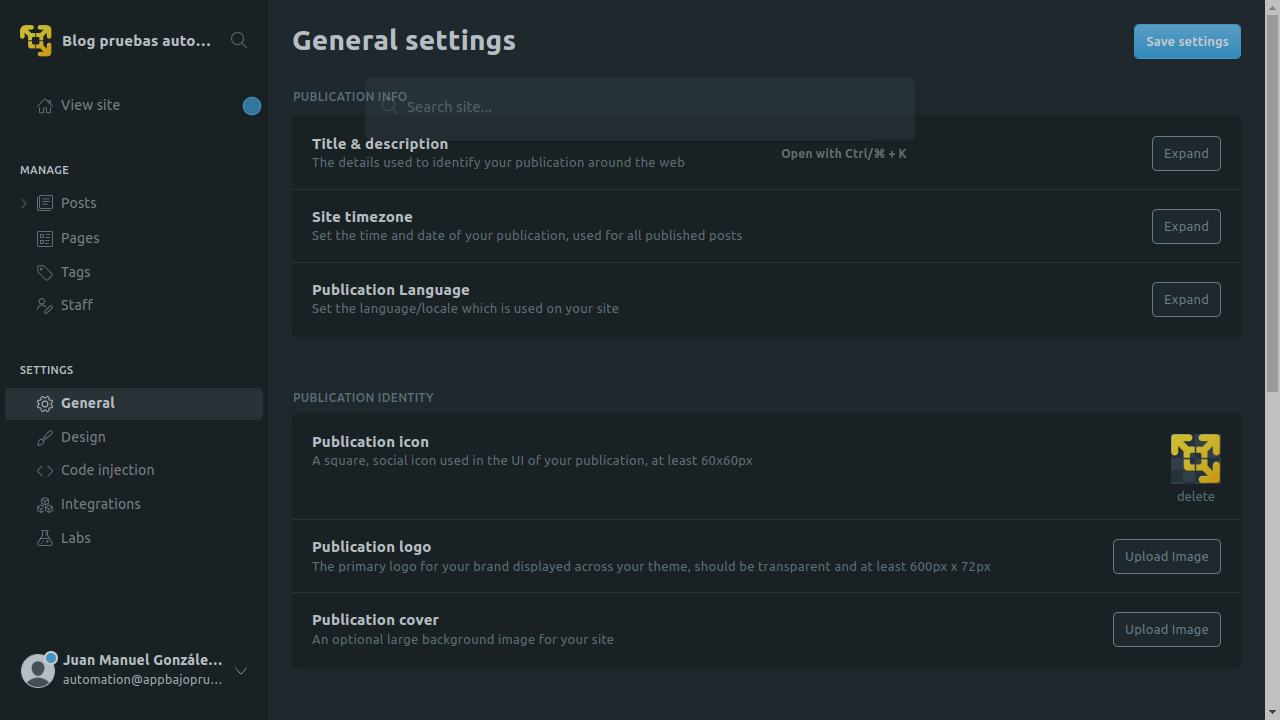 Blog pruebas auto...
View site
MANAGE
Posts
Pages
Tags
Staff
SETTINGS
General
Design
Code injection
Integrations
Labs
Juan Manuel Gonzále...
automation@appbajopru...
General settings
Save settings
PUBLICATION INFO
Search site...
Title & description
The details used to identify your publication around the web
Open with Ctrl/⌘ + K
Expand
Site timezone
Set the time and date of your publication, used for all published posts
Expand
Publication Language
Set the language/locale which is used on your site
Expand
PUBLICATION IDENTITY
Publication icon
A square, social icon used in the UI of your publication, at least 60x60px
delete
Publication logo
The primary logo for your brand displayed across your theme, should be transparent and at least 600px x 72px
Upload Image
Publication cover
An optional large background image for your site
Upload Image